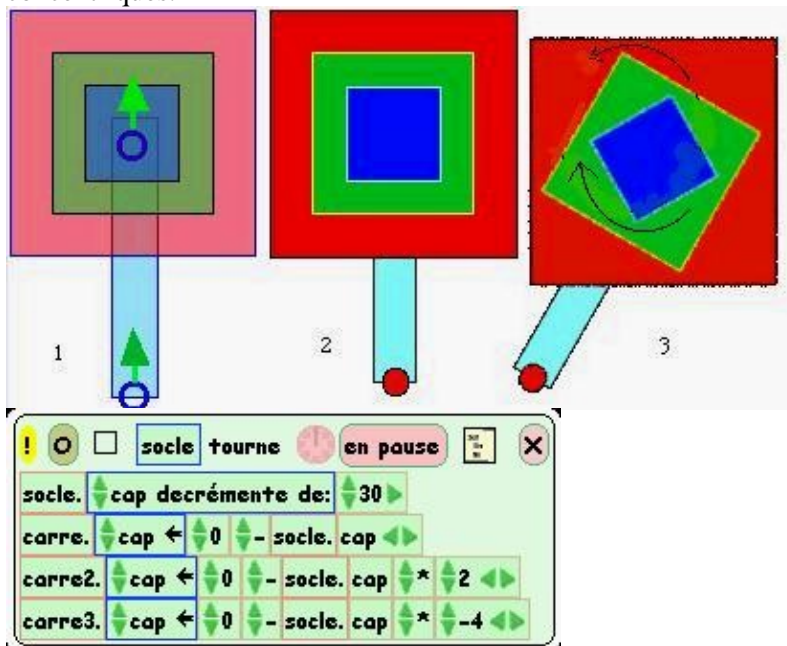 1
2
3
! O socle tourne en pause
socle. cap decrémente de: 30
carre. cap ← 0 - socle. cap
carre2. cap ← 0 - socle. cap * 2
carre3. cap ← 0 - socle. cap * -4